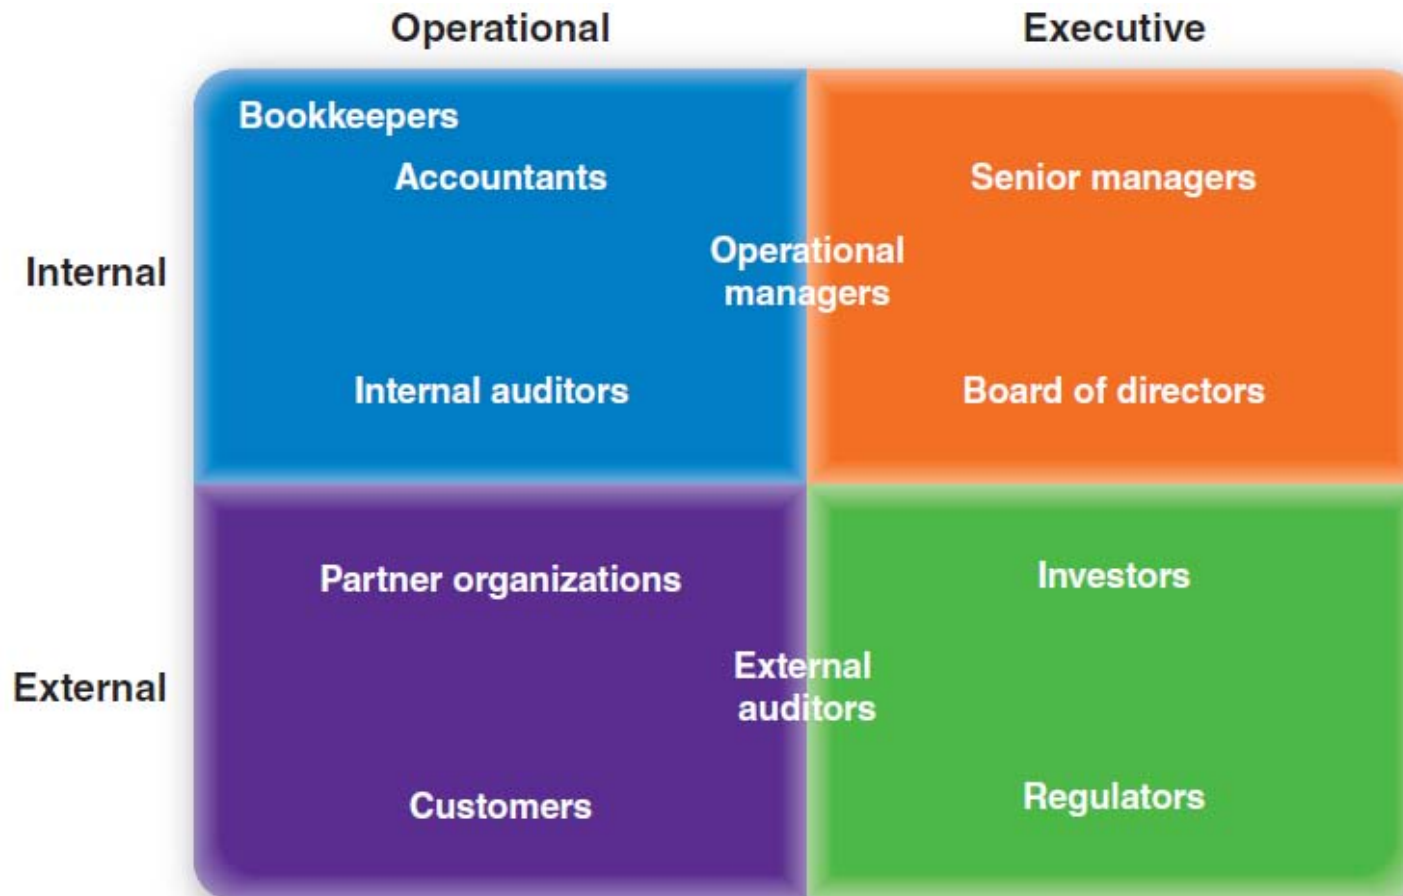 Operational
Executive
Bookkeepers
Accountants
Senior managers
Internal
Operational
managers
Internal auditors
Board of directors
Partner organizations
Investors
External
External
auditors
Customers
Regulators